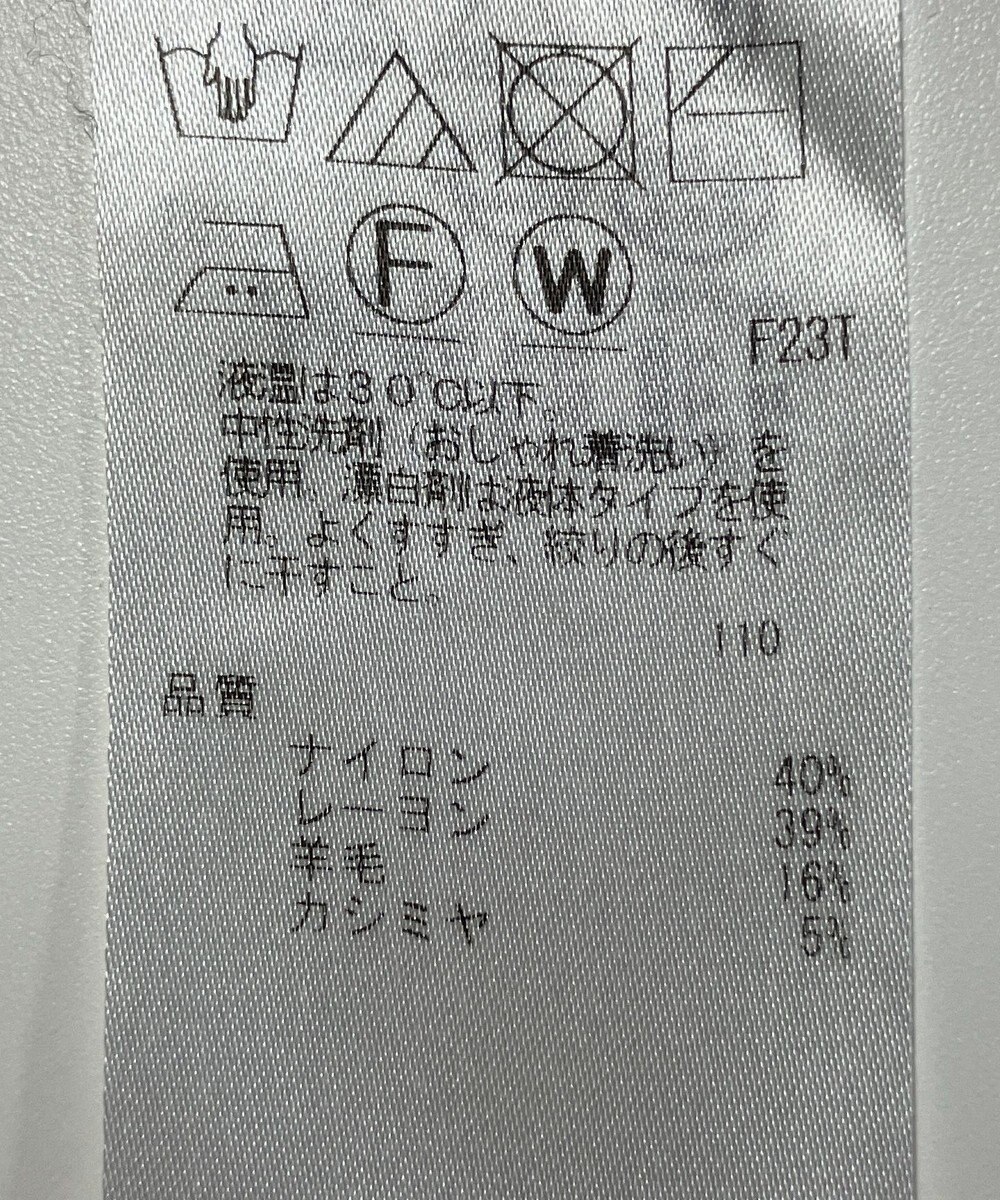 F W
F23T
液温は30℃以下。
中性洗剤（おしゃれ着洗い）を
使用、漂白剤は液体タイプを使
用。よくすすぎ、絞りの後すぐ
に干すこと。
110
品質
ナイロン 40%
レーヨン 39%
羊毛 16%
カシミヤ 5%